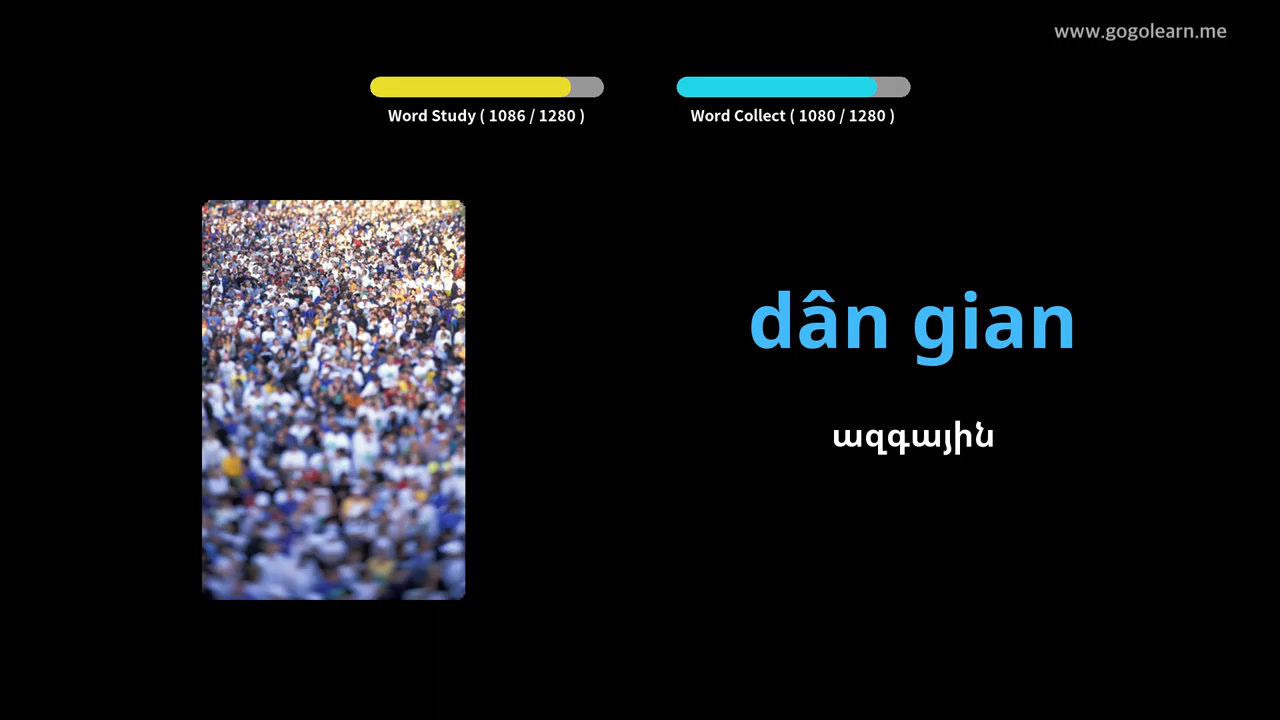 www.gogolearn.me
Word Study ( 1086 / 1280 )
Word Collect ( 1080 / 1280 )
dân gian
ազգային